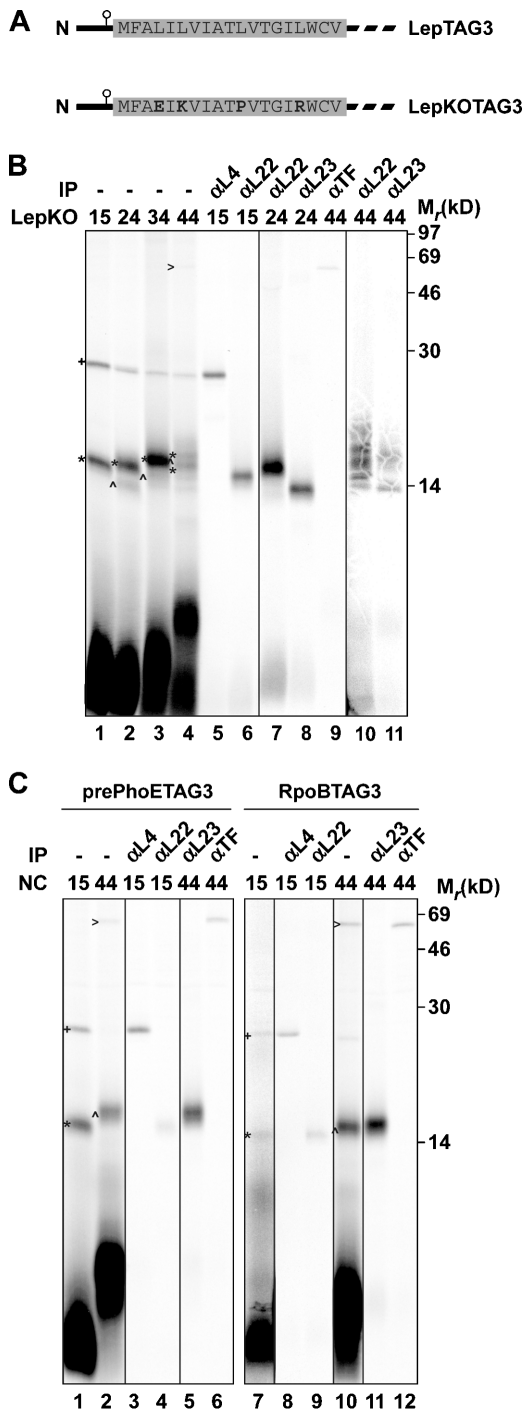 A
N MFALILVIATLVTGILWCV LepTAG3
N MFAEIKVIATPVTGIRWCV LepKOTAG3
B
IP - - - - αL4 αL22 αL22 αL23 αTF αL22 αL23
LepKO 15 24 34 44 15 15 24 24 44 44 44 Mr(kD)
97
69
>
46
30
+
* * * * ^
*
^ ^
14
1 2 3 4 5 6 7 8 9 10 11
C
prePhoETAG3 RpoBTAG3
IP - - αL4 αL22 αL23 αTF - αL4 αL22 - αL23 αTF
NC 15 44 15 15 44 44 15 15 15 44 44 44 Mr(kD)
> > 69
46
+ + 30
* ^ * ^
14
1 2 3 4 5 6 7 8 9 10 11 12